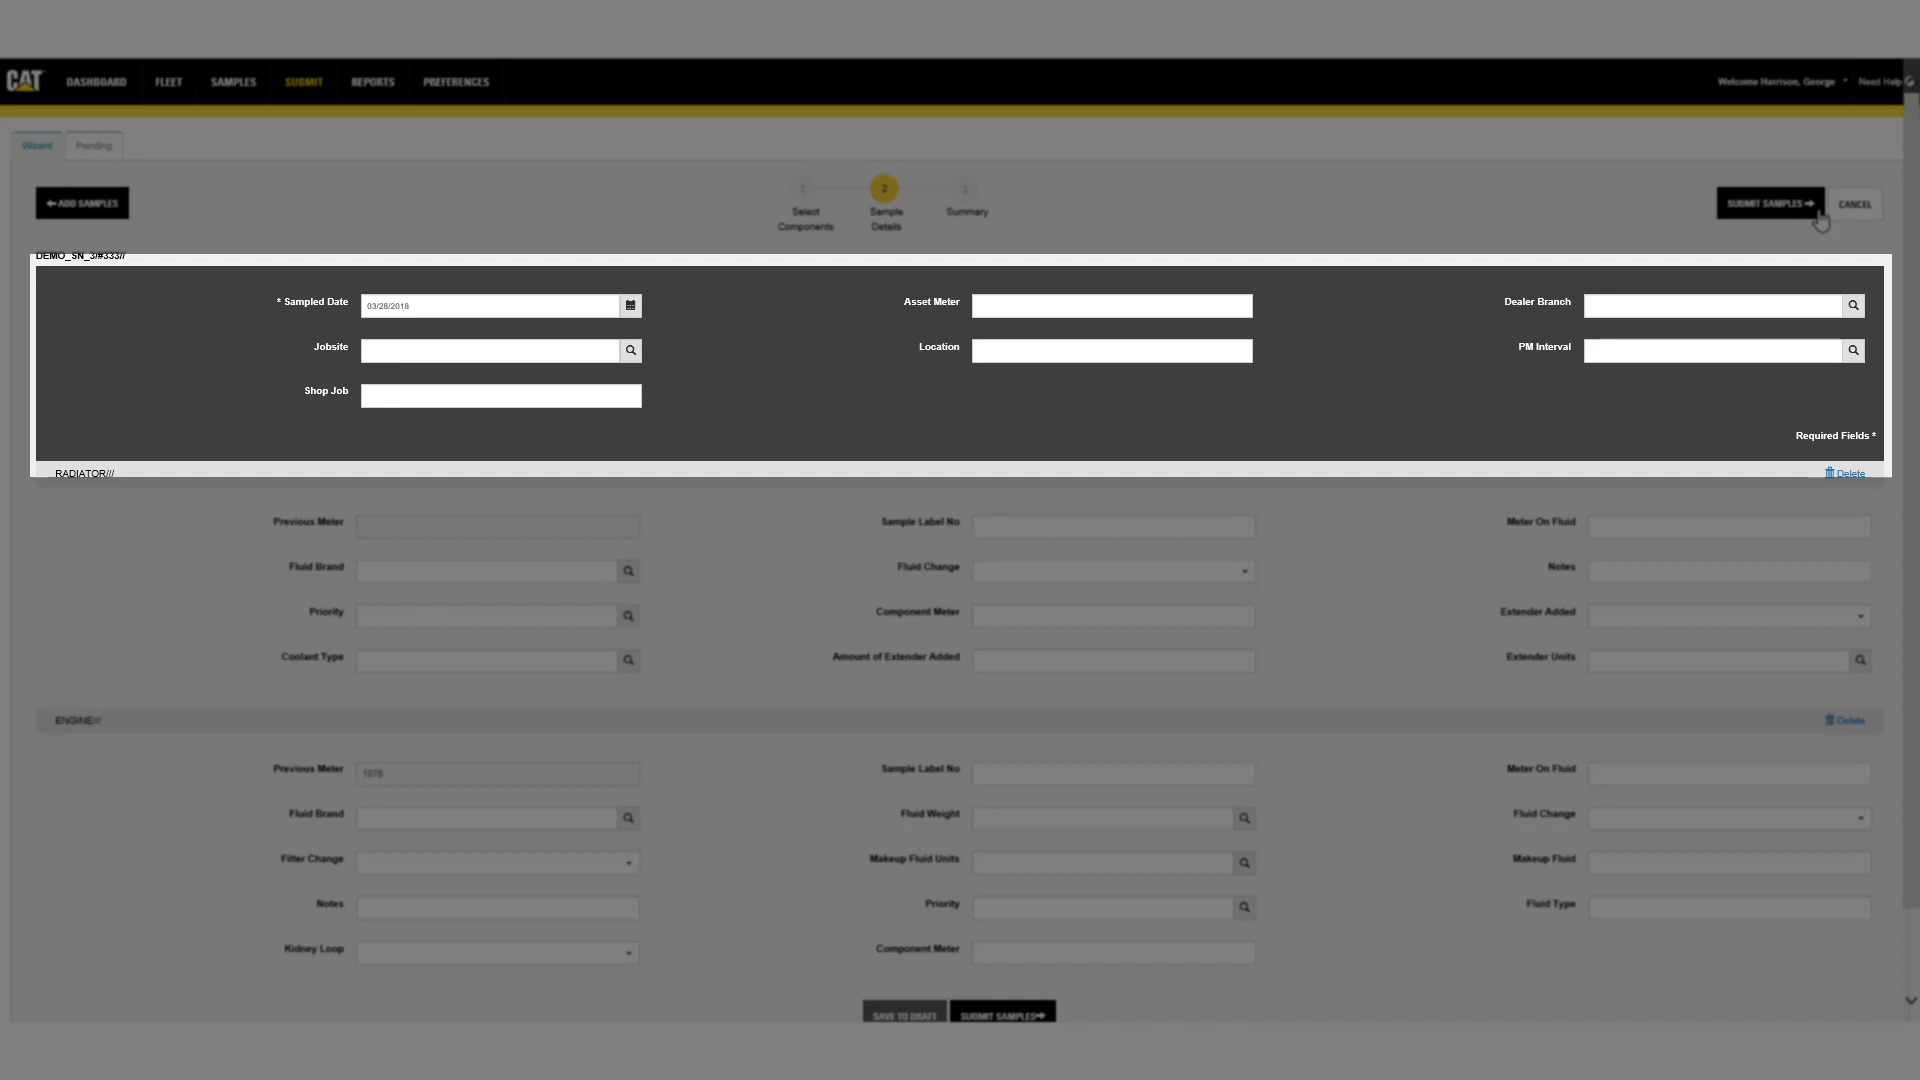 CAT DASHBOARD FLEET SAMPLES SUBMIT REPORTS PREFERENCES Welcome Harrison, George Need Help
Wizard Pending
ADD SAMPLES
1 2 3
Select Components
Sample Details
Summary
SUBMIT SAMPLES CANCEL
DEMO_SN_3/#333//
* Sampled Date 03/28/2018 Asset Meter Dealer Branch
Jobsite Location PM Interval
Shop Job
Required Fields *
RADIATOR/// Delete
Previous Meter Sample Label No Meter On Fluid
Fluid Brand Fluid Change Notes
Priority Component Meter Extender Added
Coolant Type Amount of Extender Added Extender Units
ENGINE/// Delete
Previous Meter 1078 Sample Label No Meter On Fluid
Fluid Brand Fluid Weight Fluid Change
Filter Change Makeup Fluid Units Makeup Fluid
Notes Priority Fluid Type
Kidney Loop Component Meter
SAVE TO DRAFT SUBMIT SAMPLES